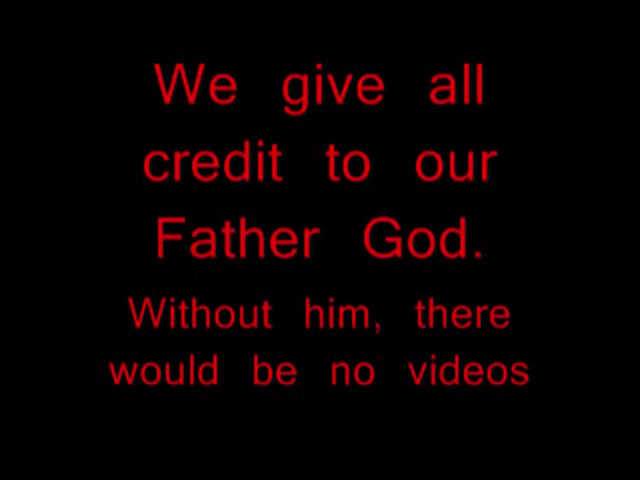 We give all
credit to our
Father God.
Without him, there
would be no videos